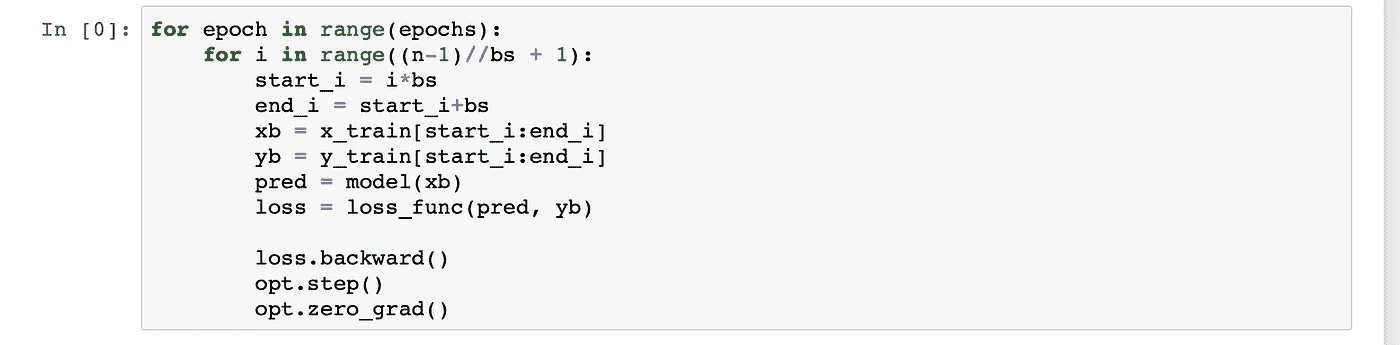 In [0]: for epoch in range(epochs):
    for i in range((n-1)//bs + 1):
        start_i = i*bs
        end_i = start_i+bs
        xb = x_train[start_i:end_i]
        yb = y_train[start_i:end_i]
        pred = model(xb)
        loss = loss_func(pred, yb)

        loss.backward()
        opt.step()
        opt.zero_grad()